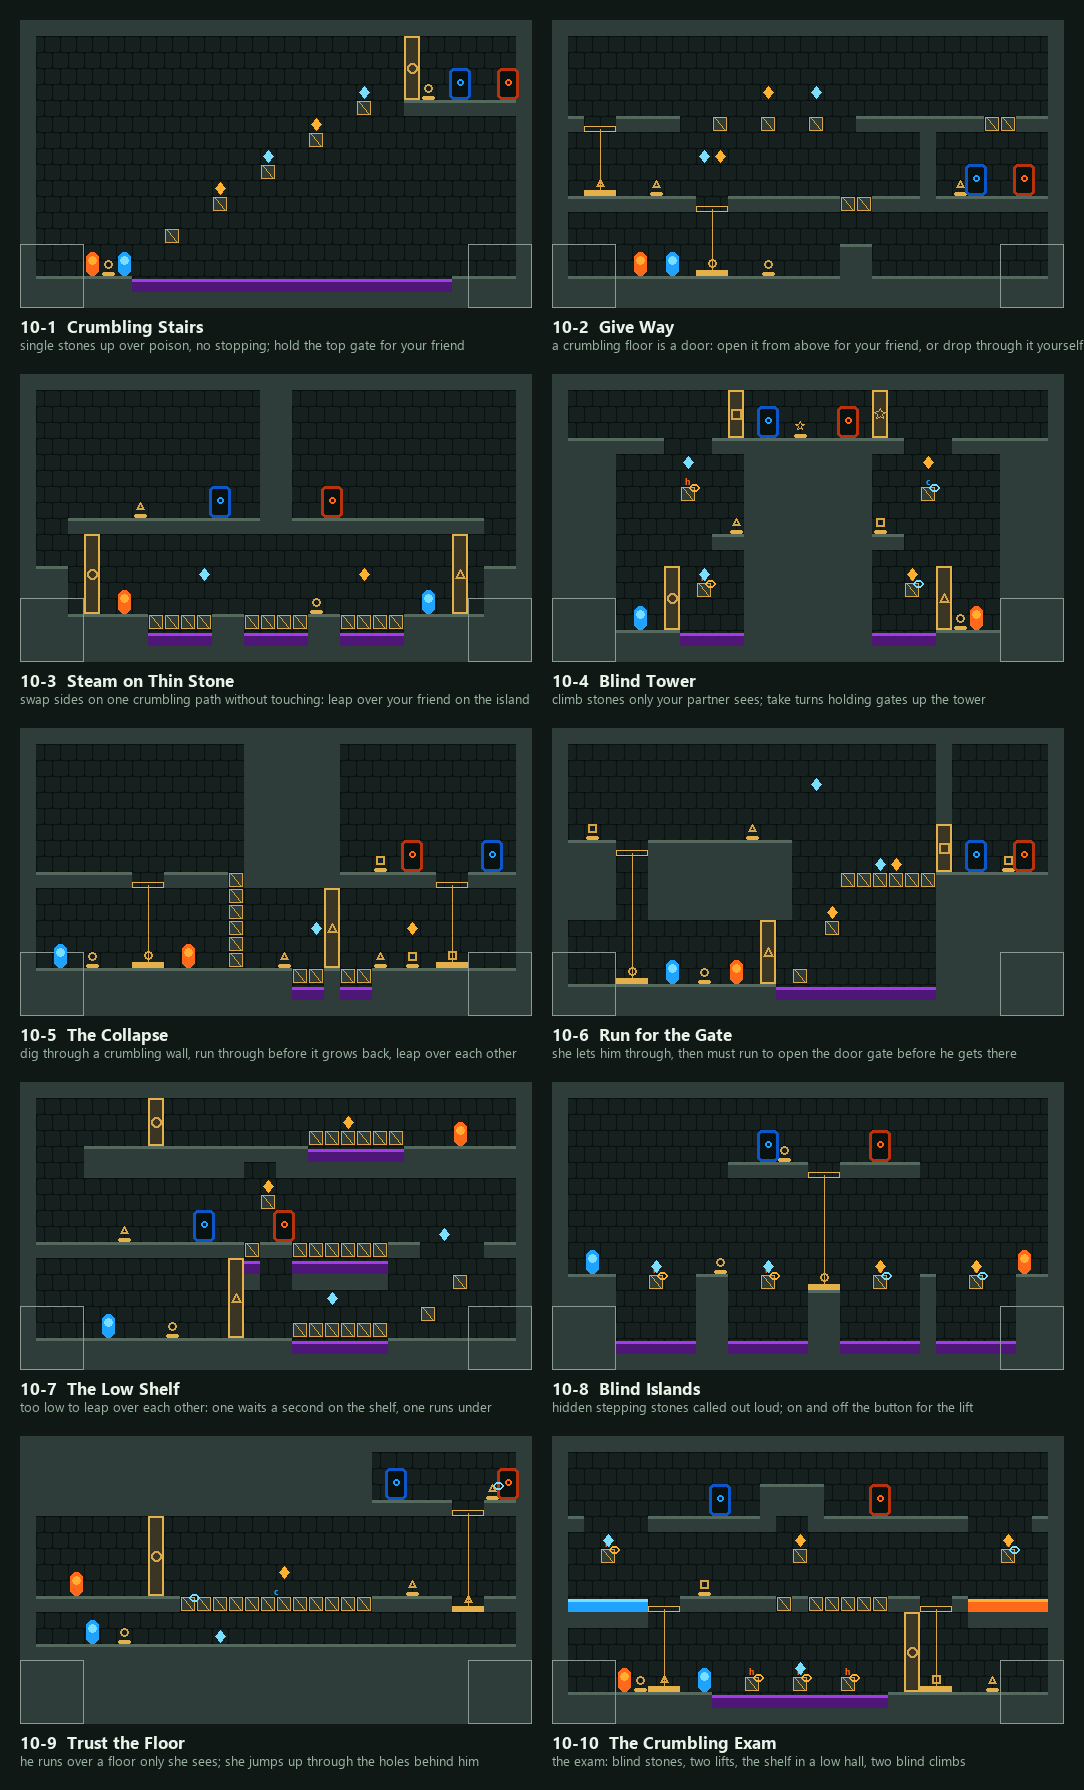 10-1 Crumbling Stairs
single stones up over poison, no stopping; hold the top gate for your friend
10-2 Give Way
a crumbling floor is a door: open it from above for your friend, or drop through it yourself
10-3 Steam on Thin Stone
swap sides on one crumbling path without touching: leap over your friend on the island
h
c
10-4 Blind Tower
climb stones only your partner sees; take turns holding gates up the tower
10-5 The Collapse
dig through a crumbling wall, run through before it grows back, leap over each other
10-6 Run for the Gate
she lets him through, then must run to open the door gate before he gets there
10-7 The Low Shelf
too low to leap over each other: one waits a second on the shelf, one runs under
10-8 Blind Islands
hidden stepping stones called out loud; on and off the button for the lift
c
10-9 Trust the Floor
he runs over a floor only she sees; she jumps up through the holes behind him
h
h
10-10 The Crumbling Exam
the exam: blind stones, two lifts, the shelf in a low hall, two blind climbs